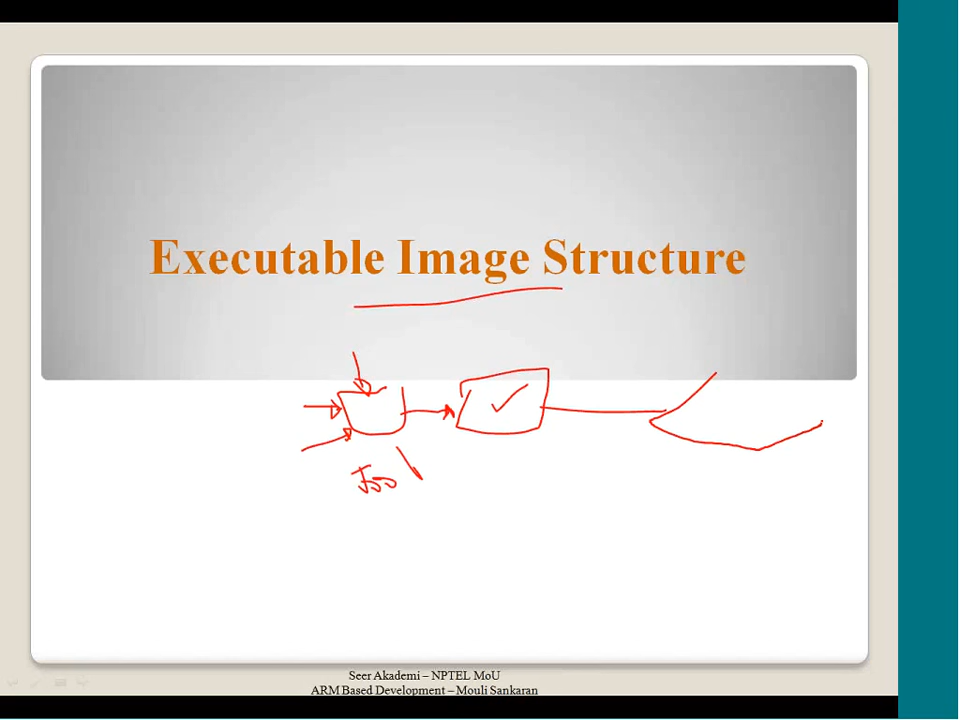 Executable Image Structure
Seer Akademi – NPTEL MoU
ARM Based Development – Mouli Sankaran